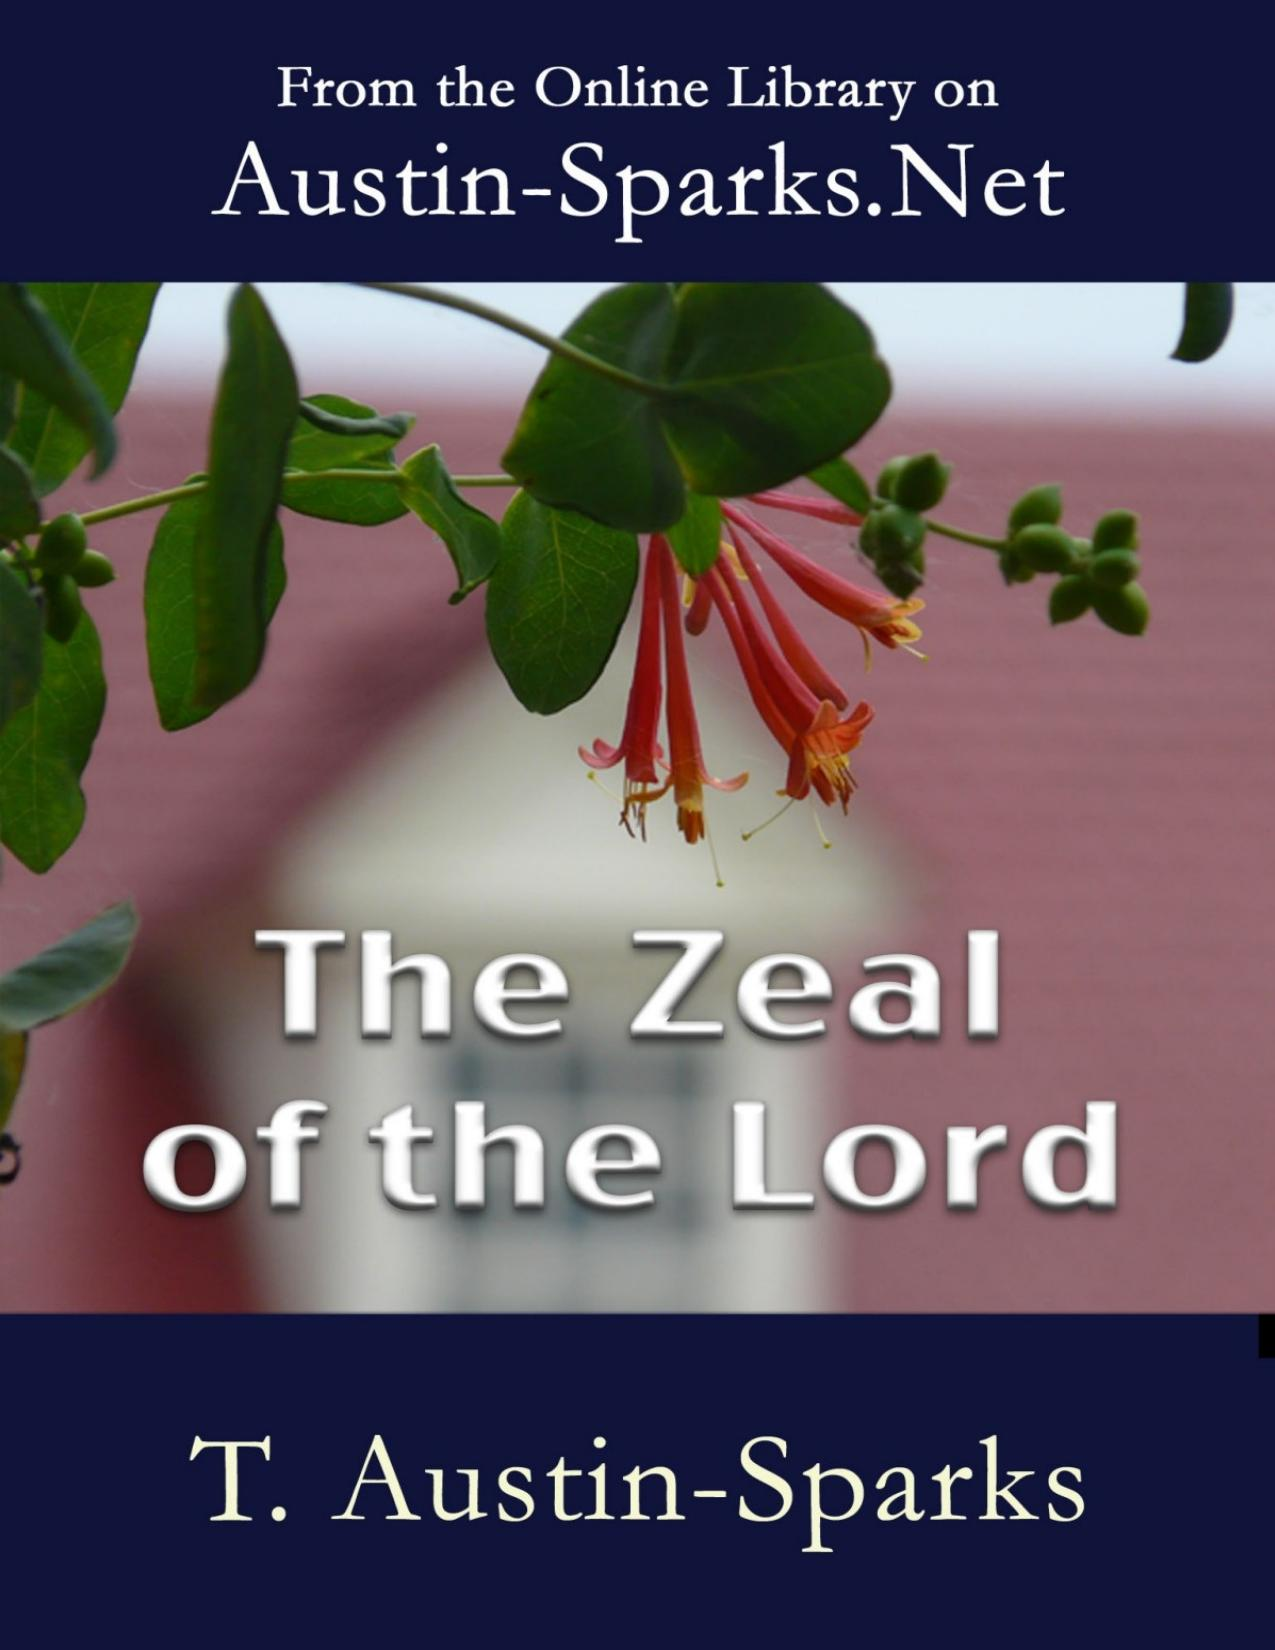 From the Online Library on
Austin-Sparks.Net
The Zeal
of the Lord
T. Austin-Sparks